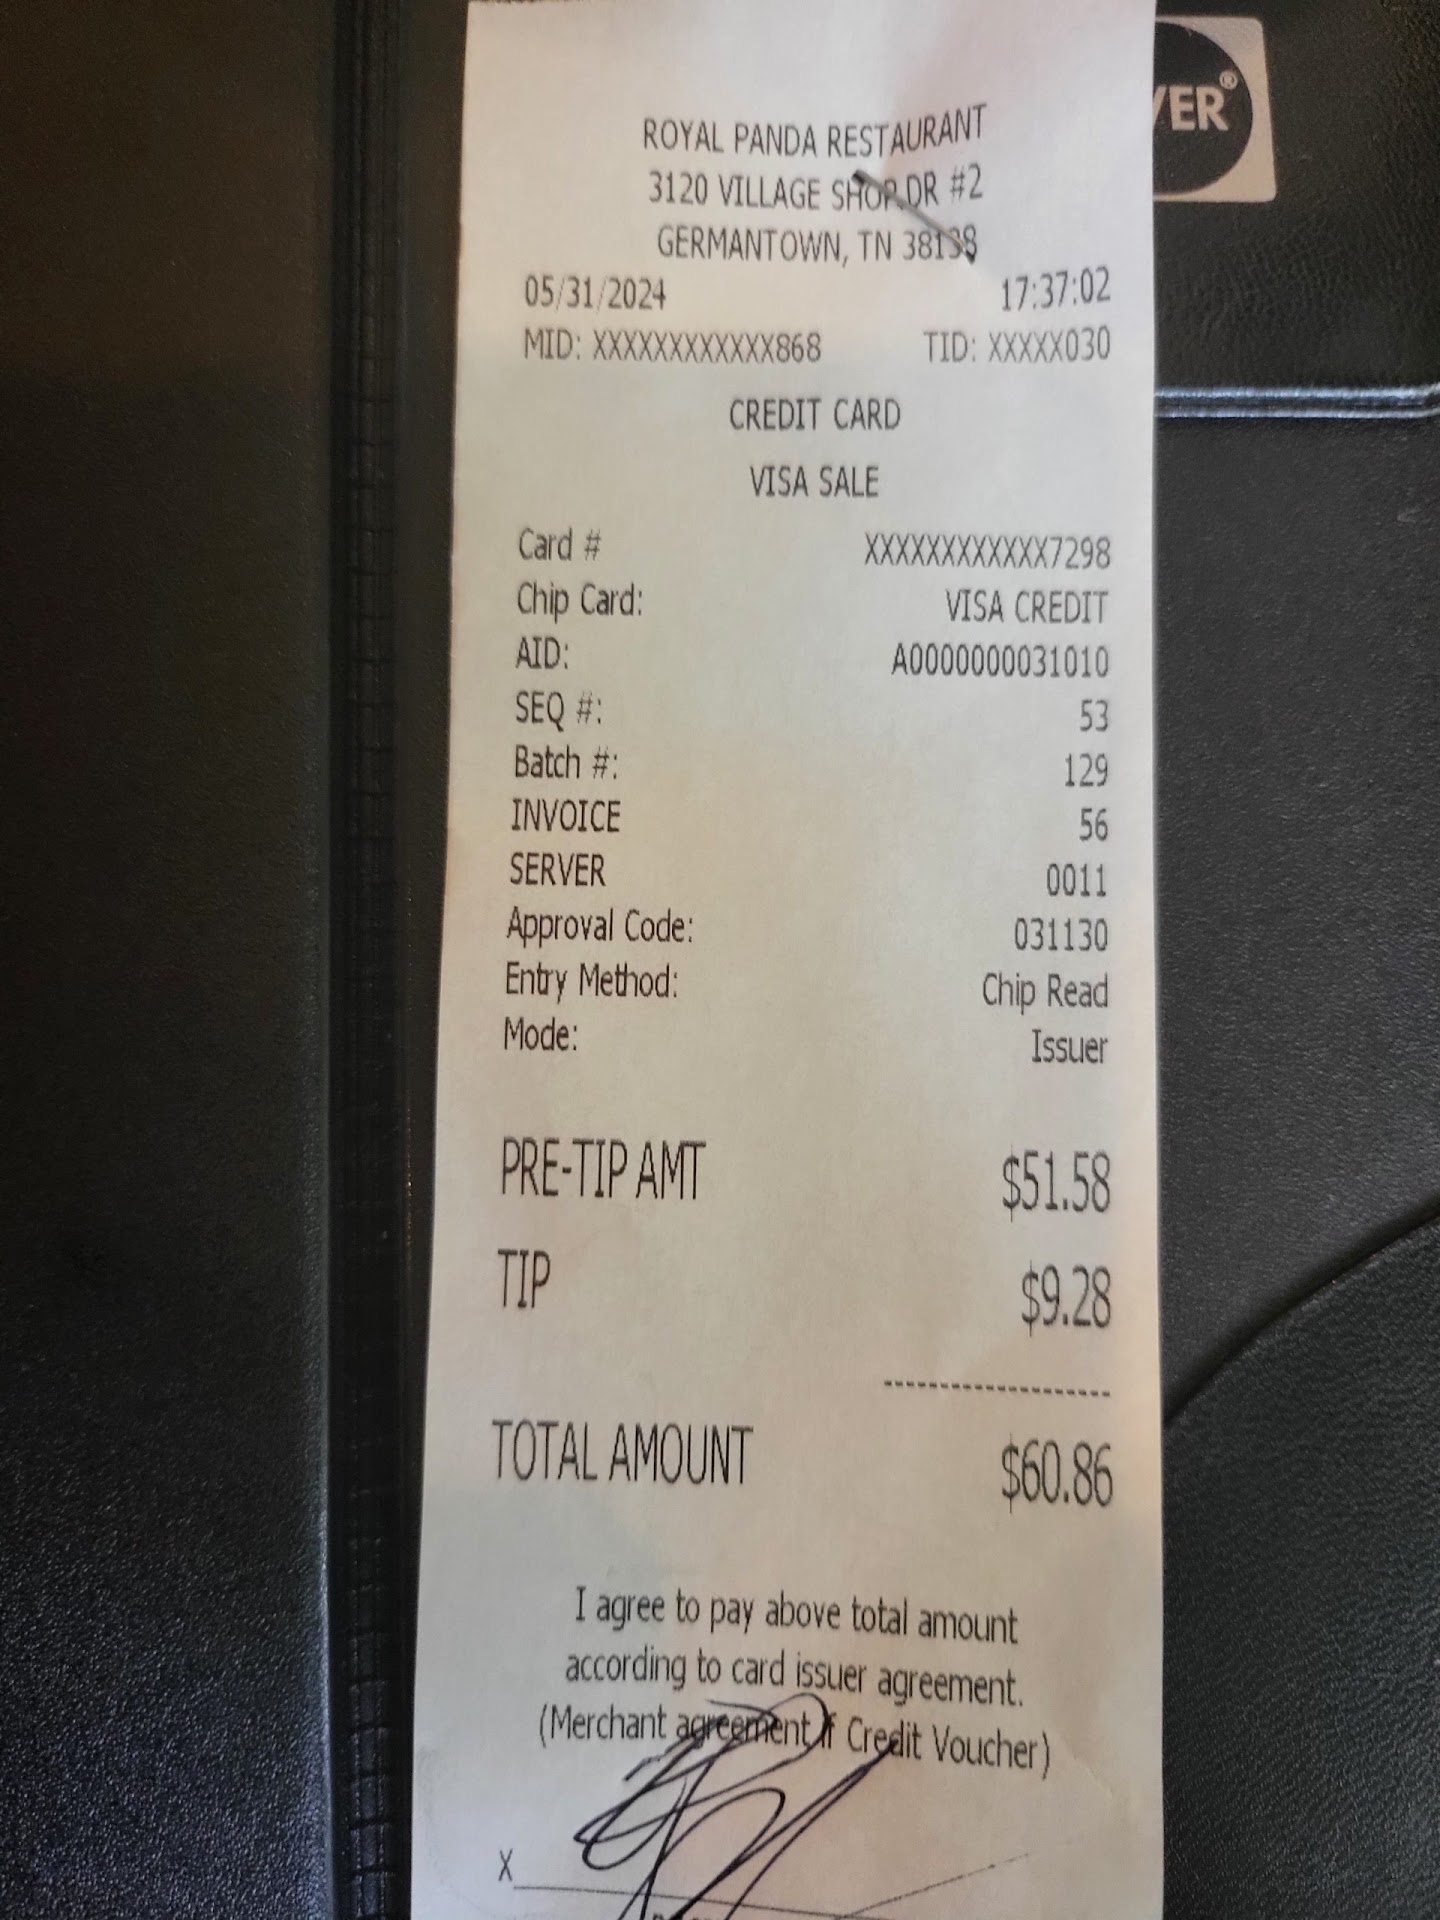 VER®
ROYAL PANDA RESTAURANT
3120 VILLAGE SHOP.DR #2
GERMANTOWN, TN 38138
05/31/2024 17:37:02
MID: XXXXXXXXXXXX868 TID: XXXXX030
CREDIT CARD
VISA SALE
Card # XXXXXXXXXXXX7298
Chip Card: VISA CREDIT
AID: A0000000031010
SEQ #: 53
Batch #: 129
INVOICE 56
SERVER 0011
Approval Code: 031130
Entry Method: Chip Read
Mode: Issuer
PRE-TIP AMT $51.58
TIP $9.28
-------------------
TOTAL AMOUNT $60.86
I agree to pay above total amount
according to card issuer agreement.
(Merchant agreement if Credit Voucher)
X